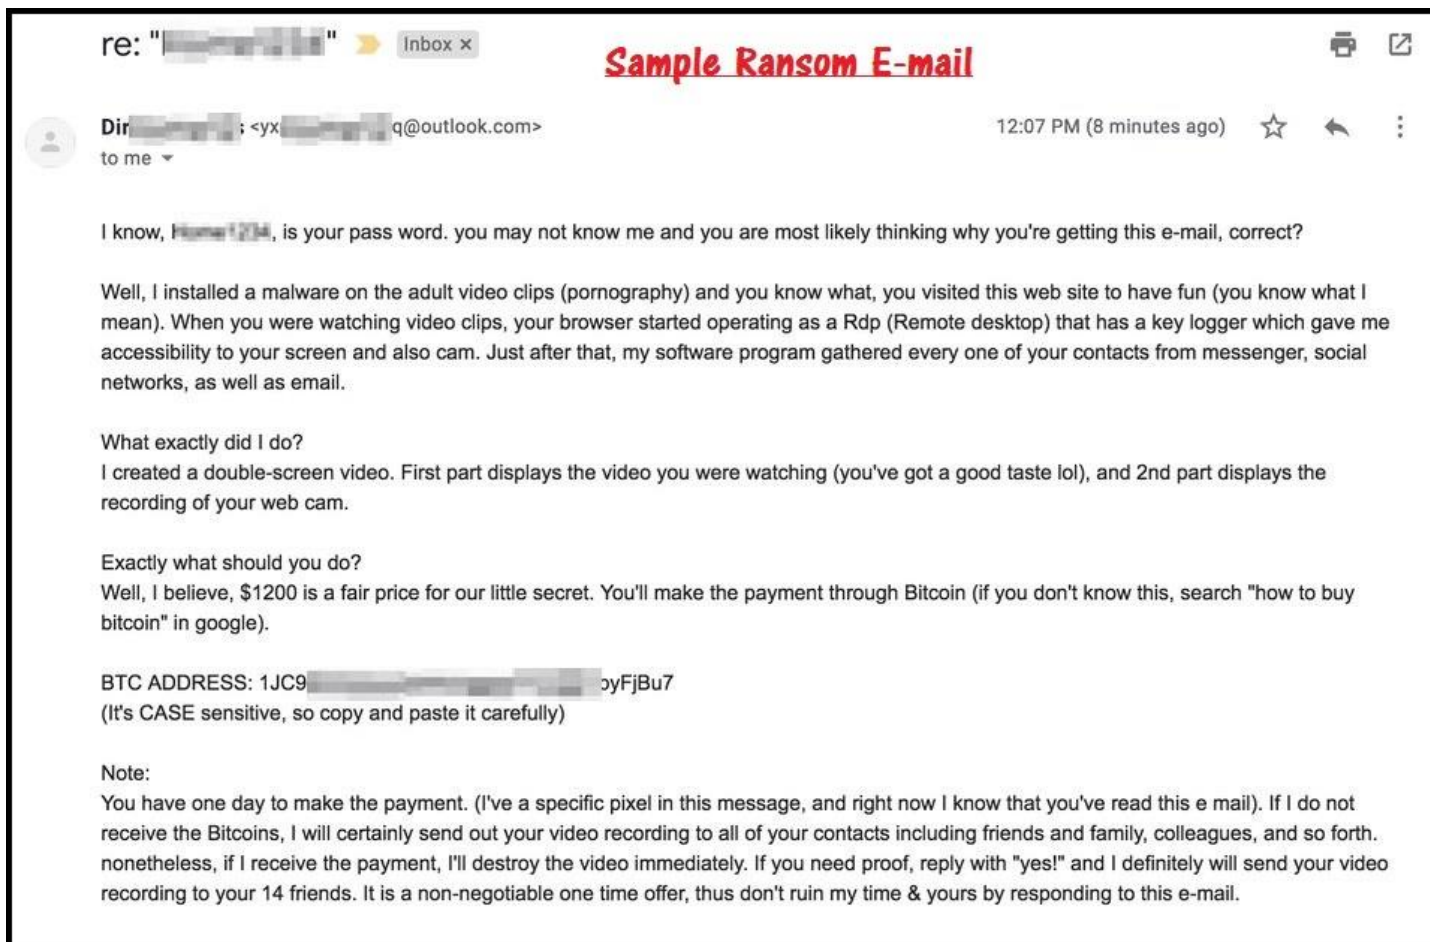 re: " "
Inbox ×
Sample Ransom E-mail
Dir s <yx q@outlook.com>
12:07 PM (8 minutes ago)
to me
I know, , is your pass word. you may not know me and you are most likely thinking why you're getting this e-mail, correct?
Well, I installed a malware on the adult video clips (pornography) and you know what, you visited this web site to have fun (you know what I
mean). When you were watching video clips, your browser started operating as a Rdp (Remote desktop) that has a key logger which gave me
accessibility to your screen and also cam. Just after that, my software program gathered every one of your contacts from messenger, social
networks, as well as email.
What exactly did I do?
I created a double-screen video. First part displays the video you were watching (you've got a good taste lol), and 2nd part displays the
recording of your web cam.
Exactly what should you do?
Well, I believe, $1200 is a fair price for our little secret. You'll make the payment through Bitcoin (if you don't know this, search "how to buy
bitcoin" in google).
BTC ADDRESS: 1JC9 yFjBu7
(It's CASE sensitive, so copy and paste it carefully)
Note:
You have one day to make the payment. (I've a specific pixel in this message, and right now I know that you've read this e mail). If I do not
receive the Bitcoins, I will certainly send out your video recording to all of your contacts including friends and family, colleagues, and so forth.
nonetheless, if I receive the payment, I'll destroy the video immediately. If you need proof, reply with "yes!" and I definitely will send your video
recording to your 14 friends. It is a non-negotiable one time offer, thus don't ruin my time & yours by responding to this e-mail.